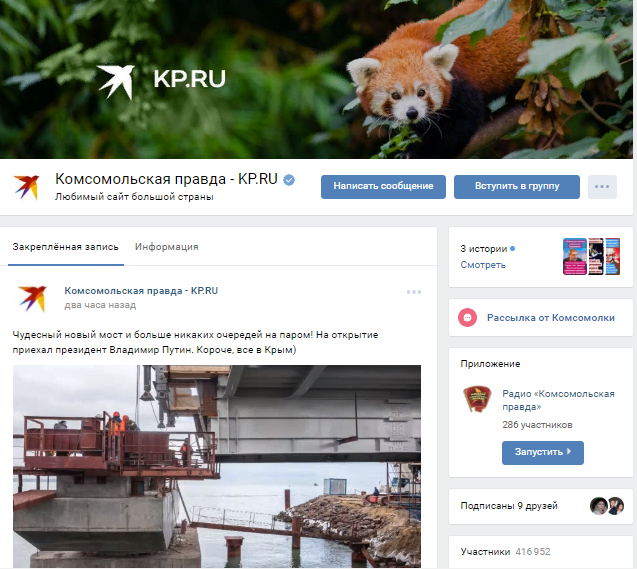 KP.RU
Комсомольская правда - KP.RU
Любимый сайт большой страны
Написать сообщение
Вступить в группу
Закреплённая запись
Информация
Комсомольская правда - KP.RU
два часа назад
Чудесный новый мост и больше никаких очередей на паром! На открытие
приехал президент Владимир Путин. Короче, все в Крым)
3 истории
Смотреть
Рассылка от Комсомолки
Приложение
Радио «Комсомольская
правда»
286 участников
Запустить
Подписаны 9 друзей
Участники 416 952